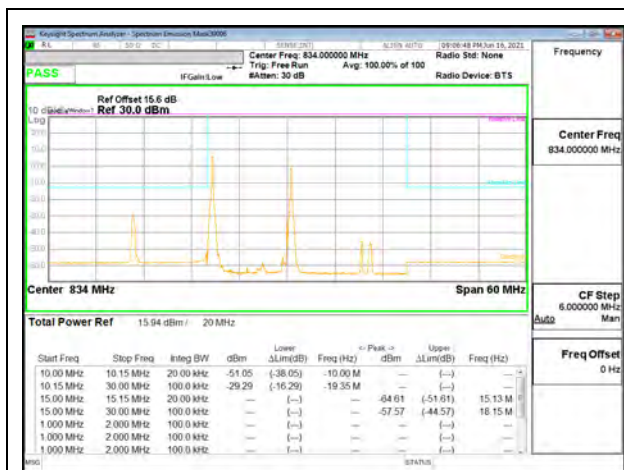 Keysight Spectrum Analyzer - Spectrum Emission Mask
RL 50 Ω DC SENSE:INT ALIGN AUTO 09:06:48 PM Jun 16, 2021
Center Freq: 834.000000 MHz Radio Std: None
Trig: Free Run Avg: 100.00% of 100
PASS IFGain:Low #Atten: 30 dB Radio Device: BTS
Frequency
Ref Offset 15.6 dB
10 dB/ Ref 30.0 dBm
Log
Center 834 MHz Span 60 MHz
Center Freq
834.000000 MHz
CF Step
6.000000 MHz
Auto Man
Freq Offset
0 Hz
Total Power Ref 15.94 dBm / 20 MHz
Lower <- Peak -> Upper
Start Freq Stop Freq Integ BW dBm ΔLim(dB) Freq (Hz) dBm ΔLim(dB) Freq (Hz)
10.00 MHz 10.15 MHz 20.00 kHz -51.05 (-38.05) -10.00 M --- (---) ---
10.15 MHz 30.00 MHz 100.0 kHz -29.29 (-16.29) -19.35 M --- (---) ---
15.00 MHz 15.15 MHz 20.00 kHz --- (---) --- -64.61 (-51.61) 15.13 M
15.00 MHz 30.00 MHz 100.0 kHz --- (---) --- -57.57 (-44.57) 18.15 M
1.000 MHz 2.000 MHz 100.0 kHz --- (---) --- --- (---) ---
1.000 MHz 2.000 MHz 100.0 kHz --- (---) --- --- (---) ---
1.000 MHz 2.000 MHz 100.0 kHz --- (---) --- --- (---) ---
MSG STATUS